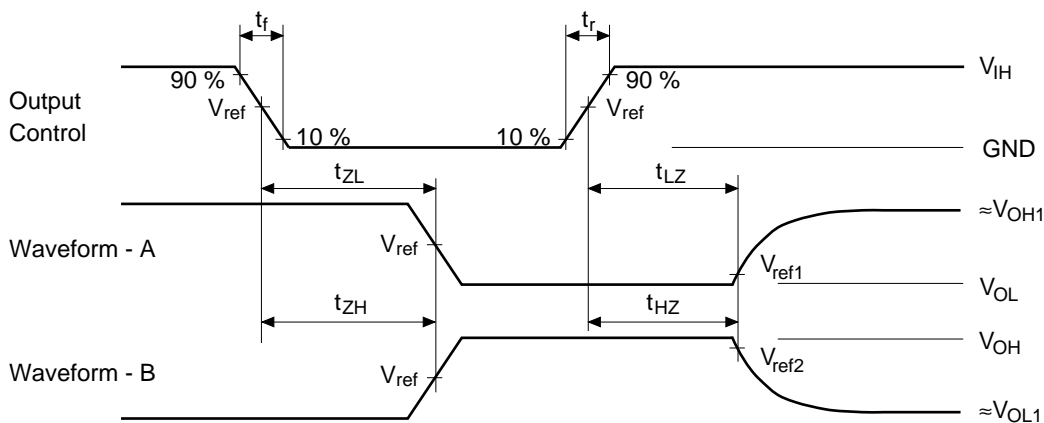 tf
tr
90 %
90 %
VIH
Output
Control
Vref
Vref
10 %
10 %
GND
tZL
tLZ
≈VOH1
Waveform - A
Vref
Vref1
VOL
tZH
tHZ
VOH
Waveform - B
Vref
Vref2
≈VOL1